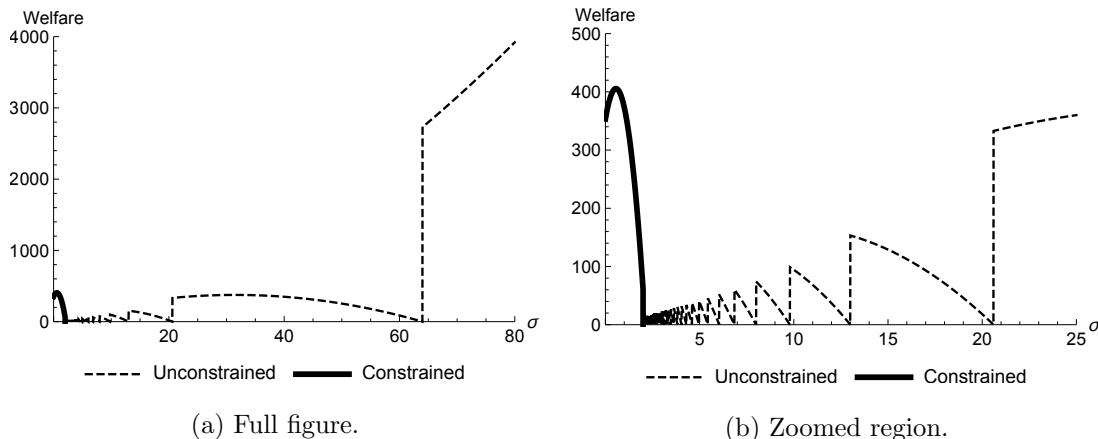 Welfare
4000
3000
2000
1000
0
0
20
40
60
80
σ
Unconstrained
Constrained
(a) Full figure.
Welfare
500
400
300
200
100
0
5
10
15
20
25
σ
Unconstrained
Constrained
(b) Zoomed region.